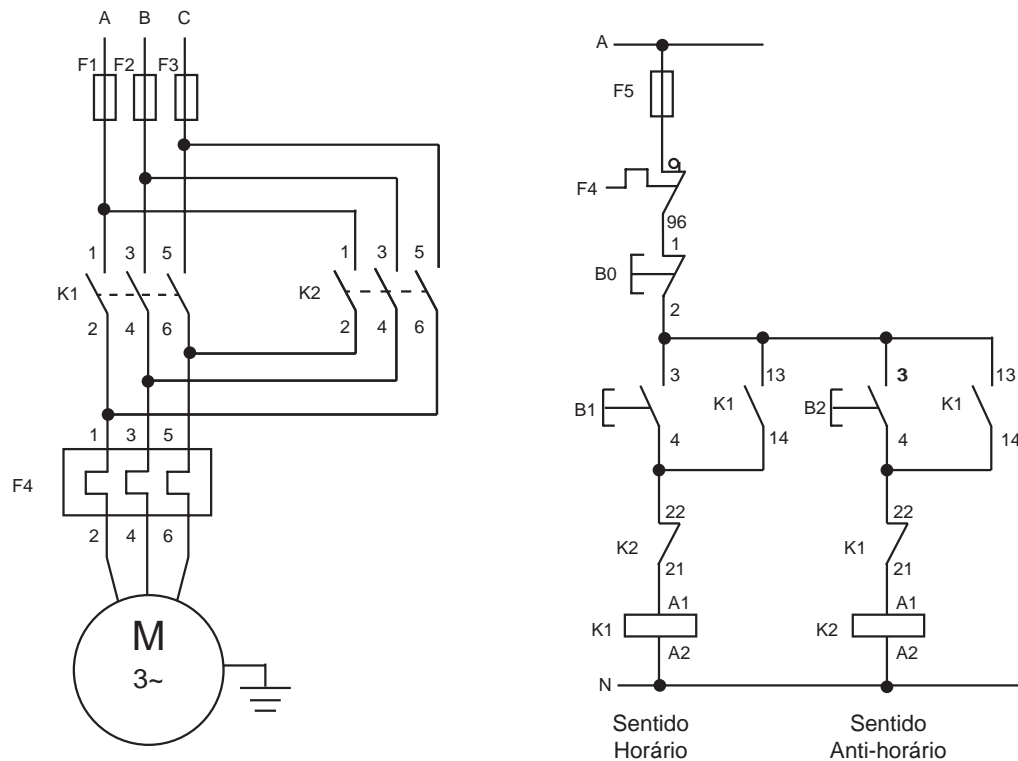 A B C
F1 F2 F3
1 3 5
K1
2 4 6
1 3 5
K2
2 4 6
1 3 5
F4
2 4 6
M
3~
A
F5
F4
96
1
B0
2
3 13 3 13
B1 K1 B2 K1
4 14 4 14
22 22
K2 K1
21 21
A1 A1
K1 K2
A2 A2
N
Sentido Sentido
Horário Anti-horário